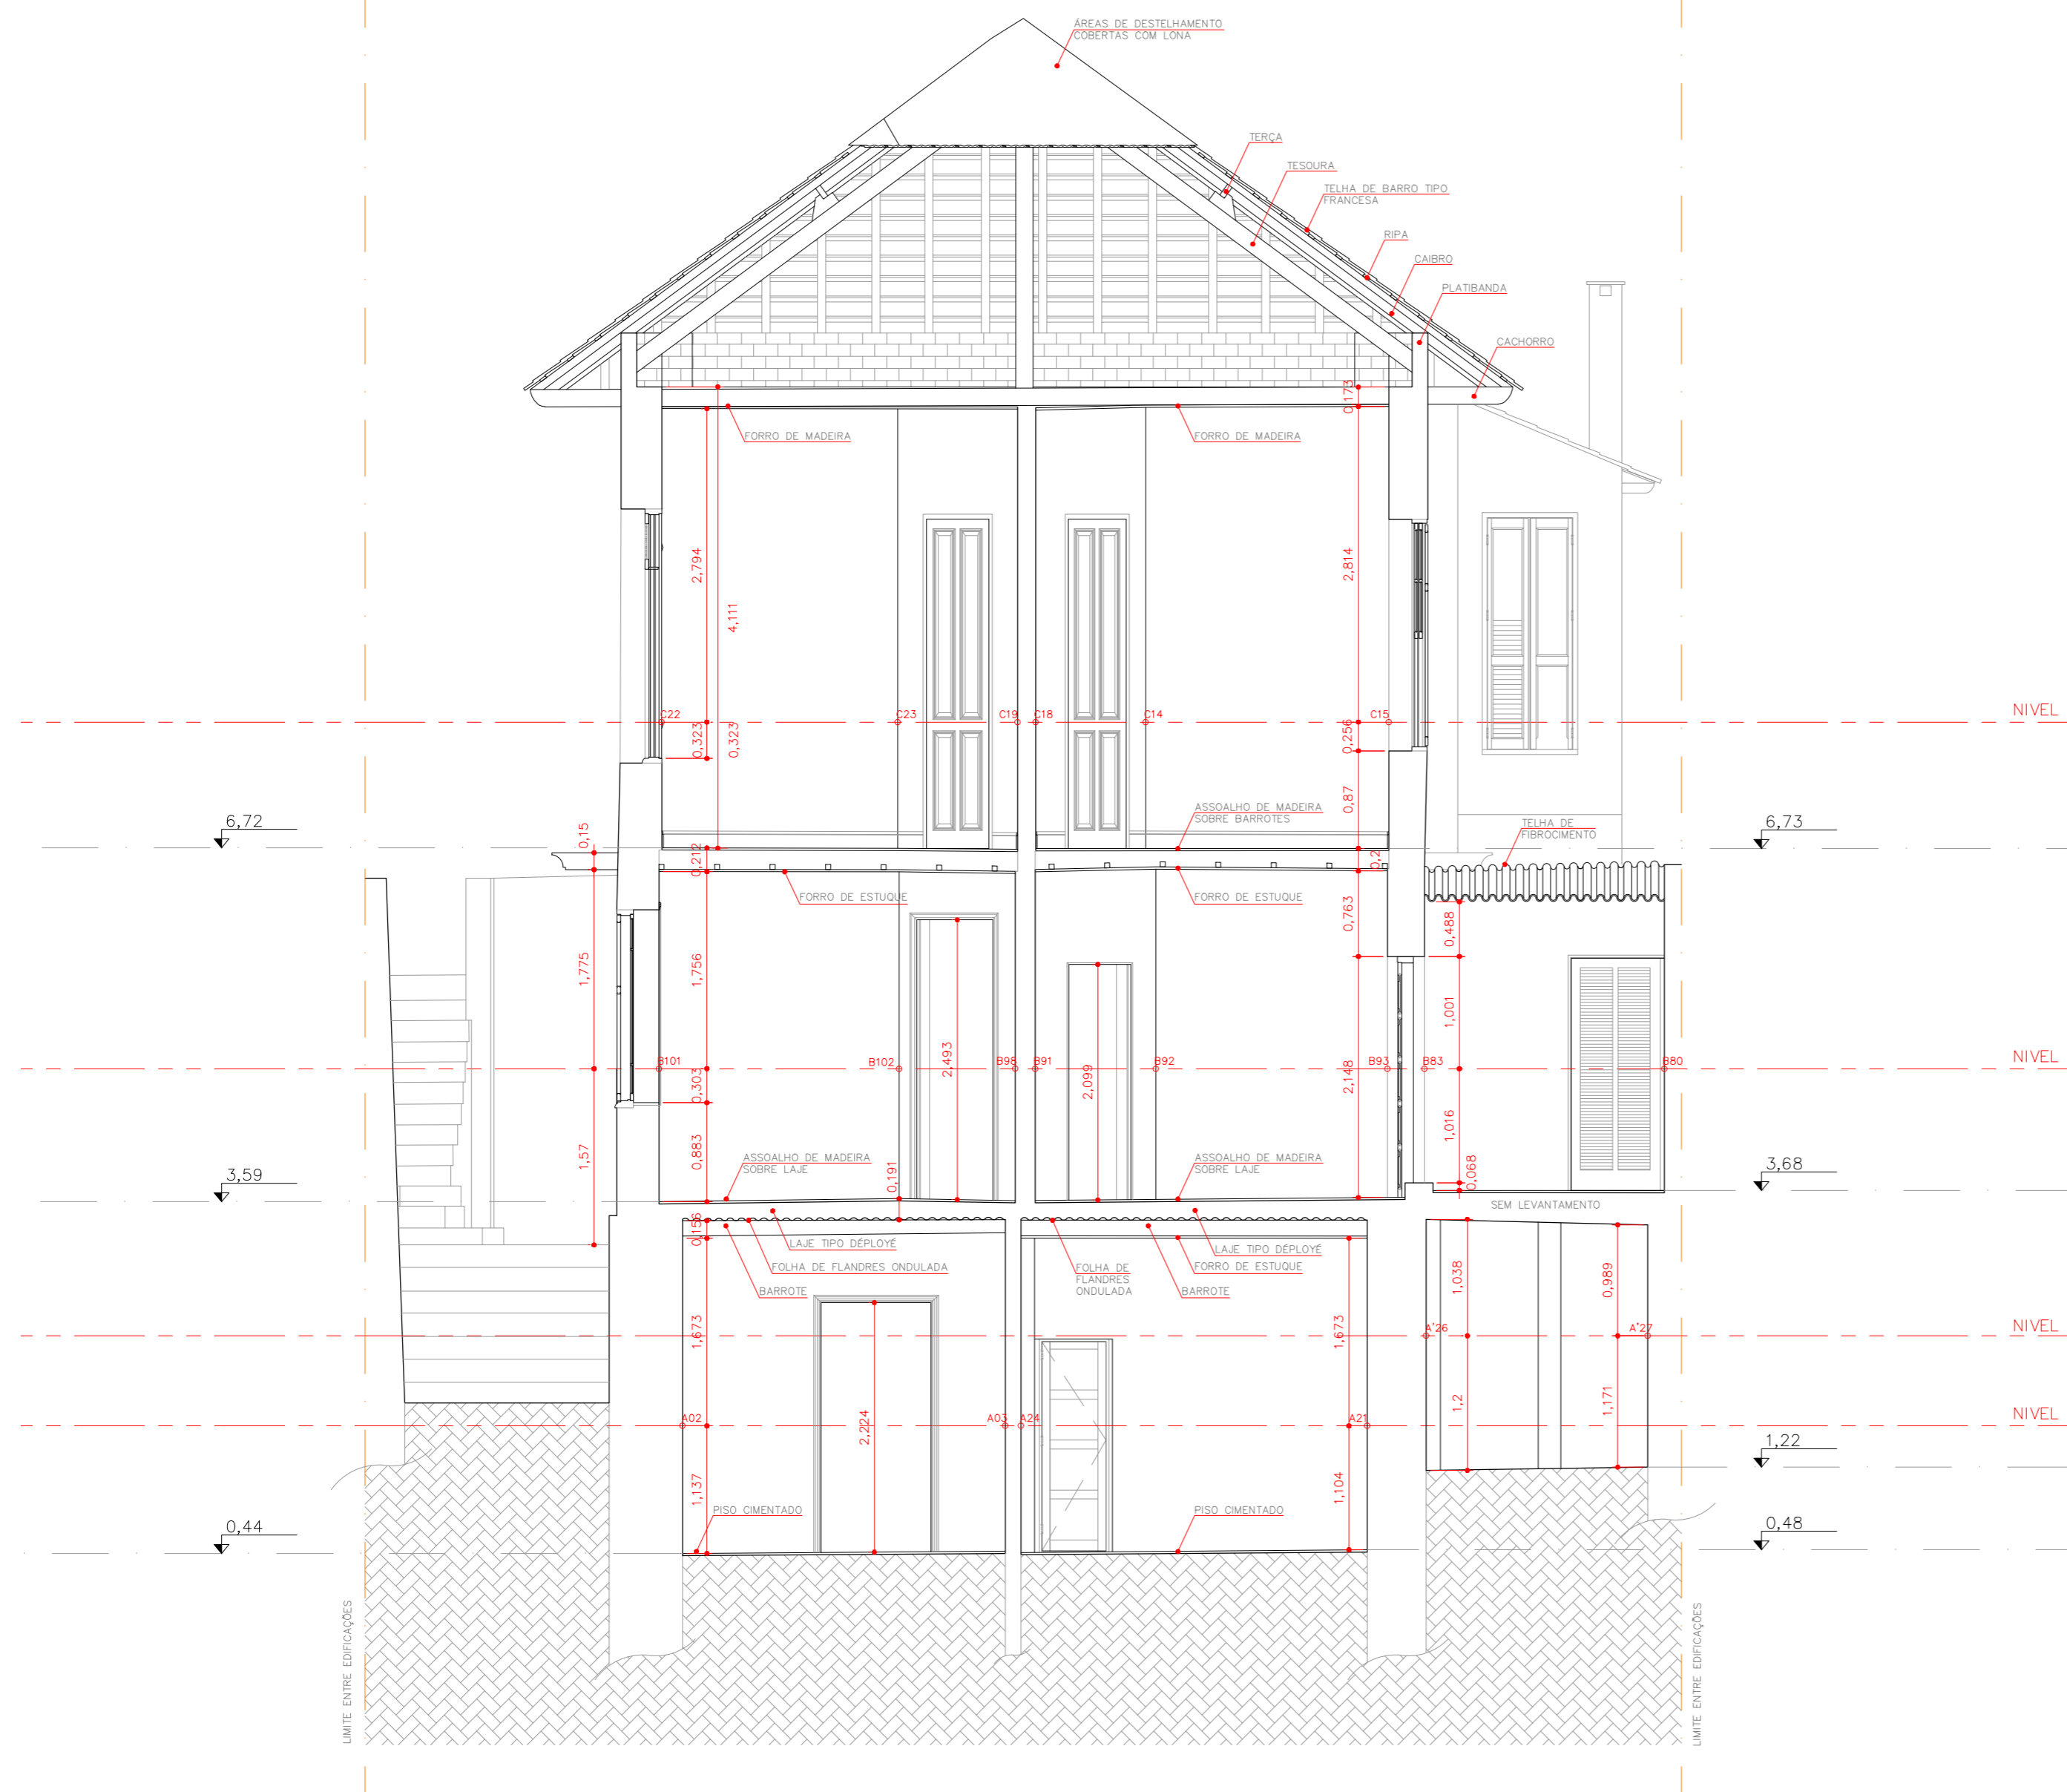 ÁREAS DE DESTELHAMENTO
COBERTAS COM LONA
TERÇA
TESOURA
TELHA DE BARRO TIPO
FRANCESA
RIPA
CAIBRO
PLATIBANDA
CACHORRO
0,173
FORRO DE MADEIRA
FORRO DE MADEIRA
2,794
2,814
4,111
C22
C23
C19
C18
C14
C15
NIVEL
0,323
0,323
0,256
0,87
ASSOALHO DE MADEIRA
SOBRE BARROTES
6,72
0,15
TELHA DE
FIBROCIMENTO
6,73
0,212
0,2
FORRO DE ESTUQUE
FORRO DE ESTUQUE
0,763
0,488
1,775
1,756
1,001
B101
B102
2,493
B98
B91
B92
2,099
B93
B83
B80
NIVEL
0,303
2,148
1,016
1,57
0,883
ASSOALHO DE MADEIRA
SOBRE LAJE
0,191
ASSOALHO DE MADEIRA
SOBRE LAJE
0,068
3,59
3,68
SEM LEVANTAMENTO
0,156
LAJE TIPO DÉPLOYÉ
LAJE TIPO DÉPLOYÉ
FOLHA DE FLANDRES ONDULADA
FOLHA DE
FLANDRES
ONDULADA
FORRO DE ESTUQUE
BARROTE
BARROTE
1,038
0,989
1,673
1,673
A'26
A'27
NIVEL
1,2
1,171
A02
A03
A24
A21
NIVEL
2,224
1,22
1,137
1,104
PISO CIMENTADO
PISO CIMENTADO
0,44
0,48
LIMITE ENTRE EDIFICAÇÕES
LIMITE ENTRE EDIFICAÇÕES